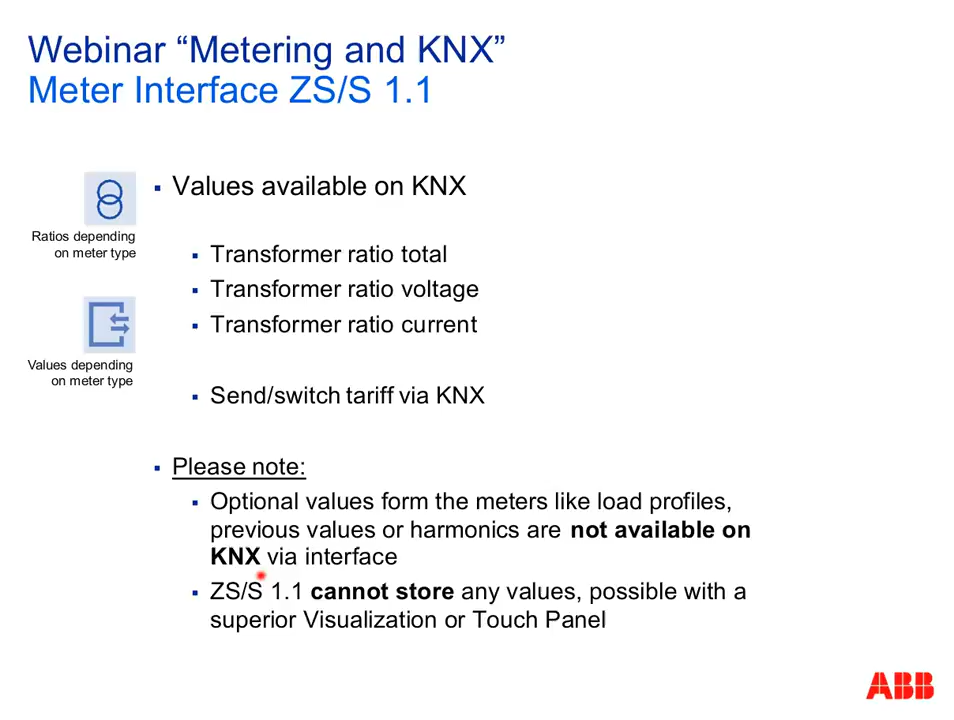 Webinar “Metering and KNX”
Meter Interface ZS/S 1.1
Ratios depending
on meter type
Values depending
on meter type
▪ Values available on KNX
▪ Transformer ratio total
▪ Transformer ratio voltage
▪ Transformer ratio current
▪ Send/switch tariff via KNX
▪ Please note:
▪ Optional values form the meters like load profiles,
previous values or harmonics are not available on
KNX via interface
▪ ZS/S 1.1 cannot store any values, possible with a
superior Visualization or Touch Panel
ABB